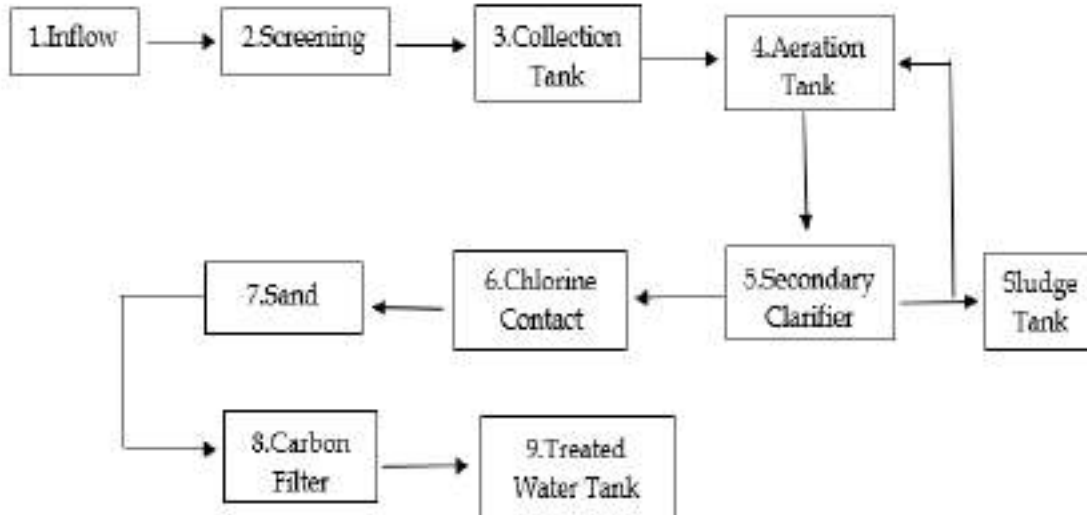 1.Inflow
2.Screening
3.Collection
Tank
4.Aeration
Tank
5.Secondary
Clarifier
Sludge
Tank
6.Chlorine
Contact
7.Sand
8.Carbon
Filter
9.Treated
Water Tank